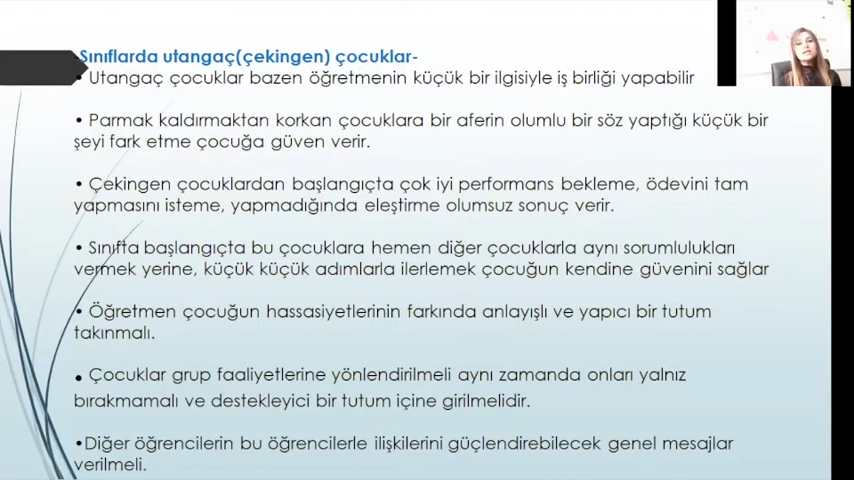 -Sınıflarda utangaç(çekingen) çocuklar-
• Utangaç çocuklar bazen öğretmenin küçük bir ilgisiyle iş birliği yapabilir
• Parmak kaldırmaktan korkan çocuklara bir aferin olumlu bir söz yaptığı küçük bir
şeyi fark etme çocuğa güven verir.
• Çekingen çocuklardan başlangıçta çok iyi performans bekleme, ödevini tam
yapmasını isteme, yapmadığında eleştirme olumsuz sonuç verir.
• Sınıfta başlangıçta bu çocuklara hemen diğer çocuklarla aynı sorumlulukları
vermek yerine, küçük küçük adımlarla ilerlemek çocuğun kendine güvenini sağlar
• Öğretmen çocuğun hassasiyetlerinin farkında anlayışlı ve yapıcı bir tutum
takınmalı.
• Çocuklar grup faaliyetlerine yönlendirilmeli aynı zamanda onları yalnız
bırakmamalı ve destekleyici bir tutum içine girilmelidir.
•Diğer öğrencilerin bu öğrencilerle ilişkilerini güçlendirebilecek genel mesajlar
verilmeli.